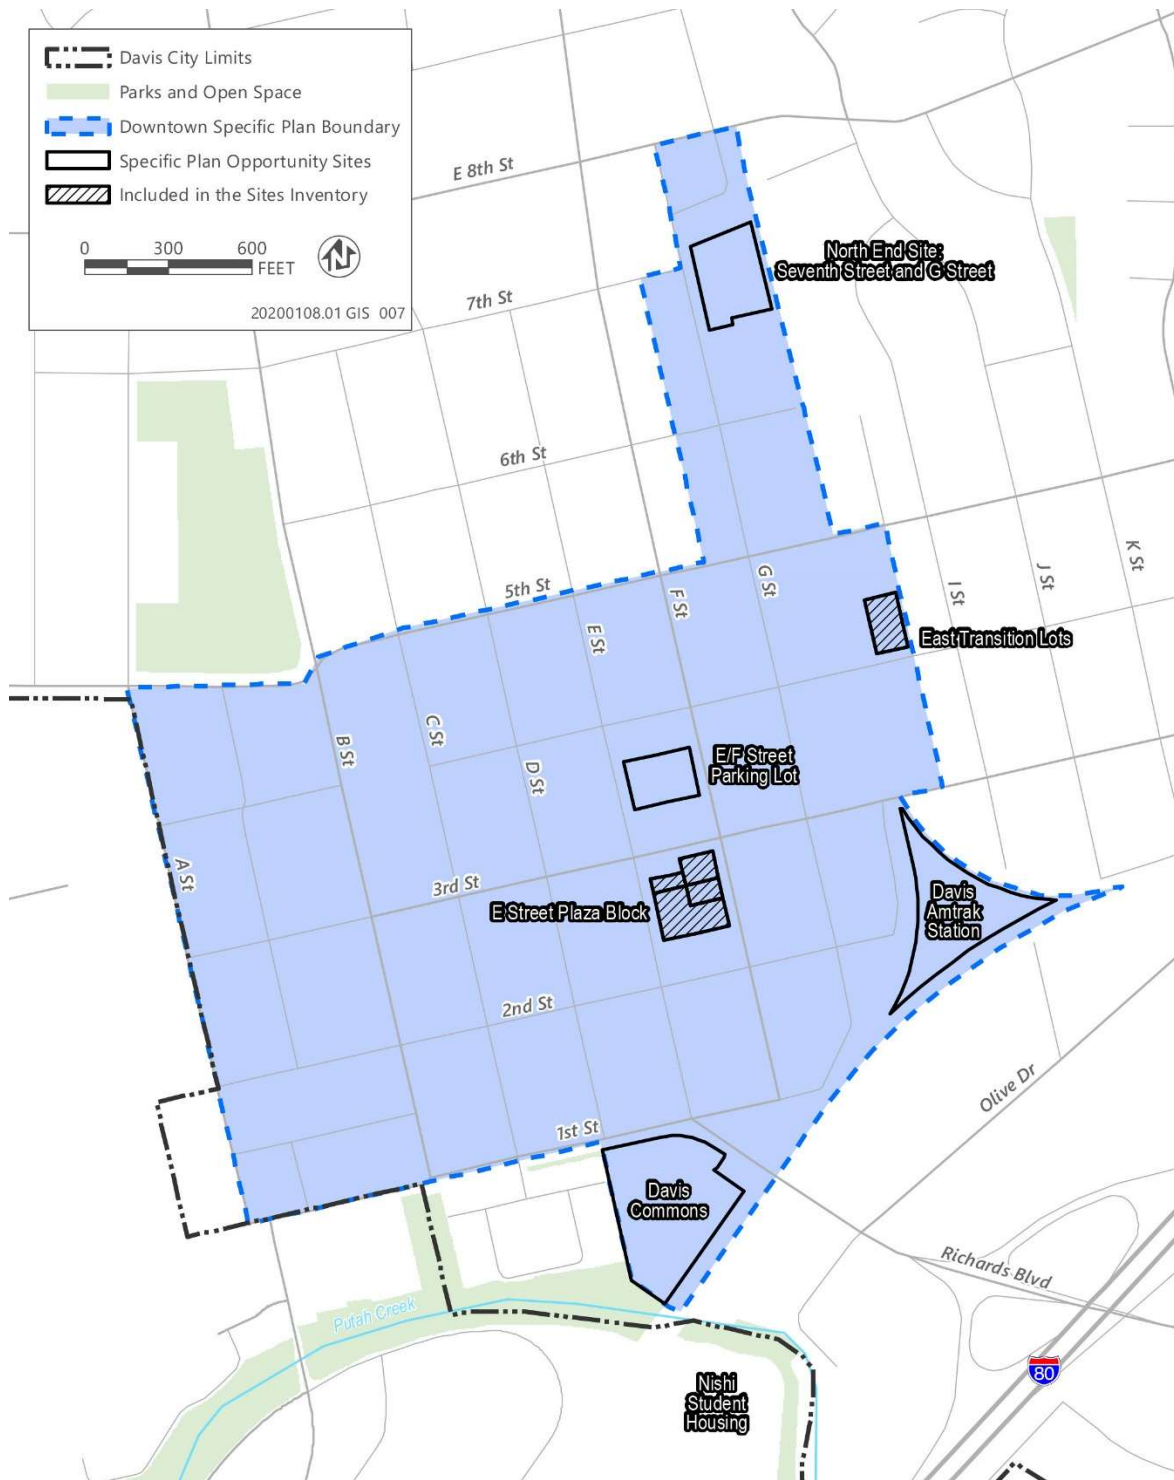 Davis City Limits
Parks and Open Space
Downtown Specific Plan Boundary
Specific Plan Opportunity Sites
Included in the Sites Inventory
0 300 600
FEET
N
20200108.01 GIS 007
E 8th St
North End Site:
Seventh Street and G Street
7th St
6th St
5th St
E St
F St
G St
I St
J St
K St
East Transition Lots
B St
C St
D St
E/F Street
Parking Lot
A St
3rd St
E Street Plaza Block
Davis
Amtrak
Station
2nd St
Olive Dr
1st St
Davis
Commons
Richards Blvd
Putah Creek
80
Nishi
Student
Housing